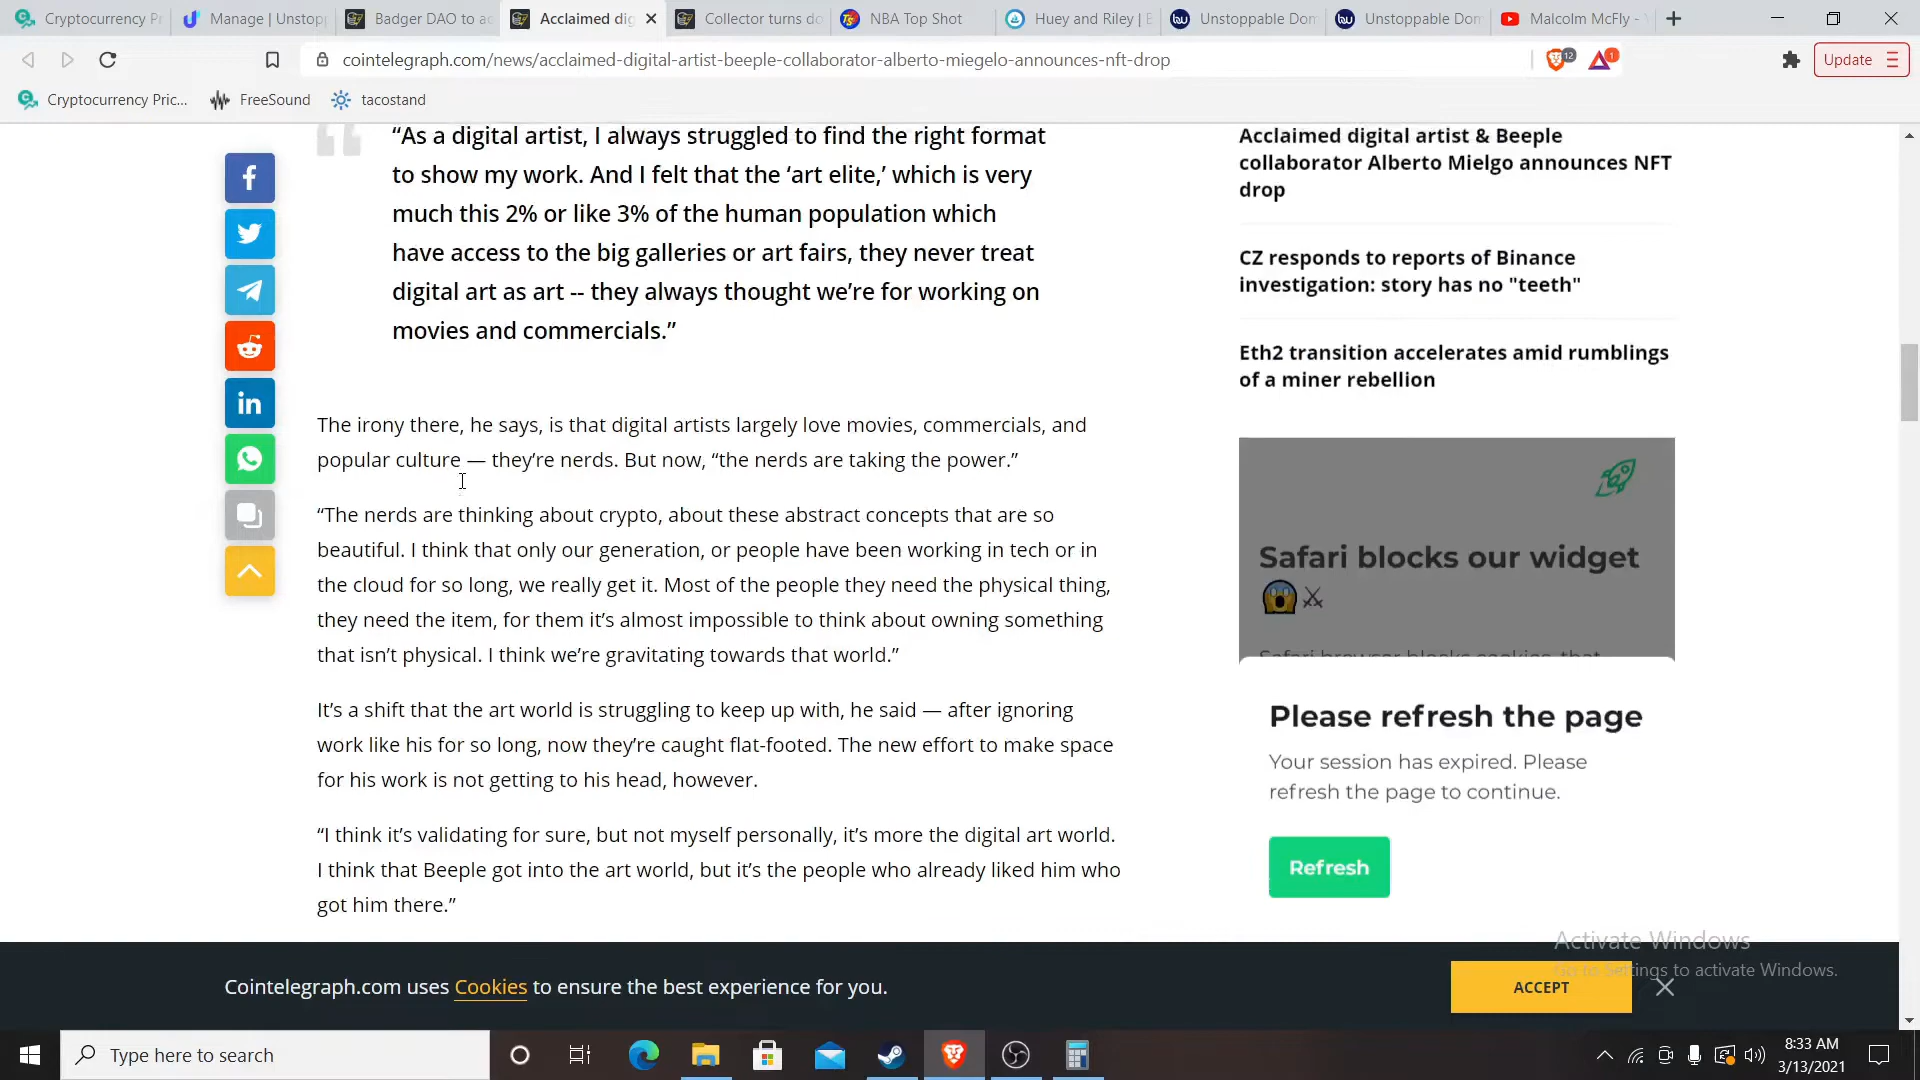 Cryptocurrency Pr
Manage | Unstopp
Badger DAO to ad
Acclaimed dig
Collector turns do
NBA Top Shot
Huey and Riley | B
Unstoppable Dom
Unstoppable Dom
Malcolm McFly -
cointelegraph.com/news/acclaimed-digital-artist-beeple-collaborator-alberto-miegelo-announces-nft-drop
12
1
Update
Cryptocurrency Pric...
FreeSound
tacostand
“As a digital artist, I always struggled to find the right format
to show my work. And I felt that the ‘art elite,’ which is very
much this 2% or like 3% of the human population which
have access to the big galleries or art fairs, they never treat
digital art as art -- they always thought we’re for working on
movies and commercials.”
The irony there, he says, is that digital artists largely love movies, commercials, and
popular culture — they’re nerds. But now, “the nerds are taking the power.”
“The nerds are thinking about crypto, about these abstract concepts that are so
beautiful. I think that only our generation, or people have been working in tech or in
the cloud for so long, we really get it. Most of the people they need the physical thing,
they need the item, for them it’s almost impossible to think about owning something
that isn’t physical. I think we’re gravitating towards that world.”
It’s a shift that the art world is struggling to keep up with, he said — after ignoring
work like his for so long, now they’re caught flat-footed. The new effort to make space
for his work is not getting to his head, however.
“I think it’s validating for sure, but not myself personally, it’s more the digital art world.
I think that Beeple got into the art world, but it’s the people who already liked him who
got him there.”
Acclaimed digital artist & Beeple
collaborator Alberto Mielgo announces NFT
drop
CZ responds to reports of Binance
investigation: story has no "teeth"
Eth2 transition accelerates amid rumblings
of a miner rebellion
Safari blocks our widget
Safari browser blocks cookies, that
Please refresh the page
Your session has expired. Please
refresh the page to continue.
Refresh
Activate Windows
Go to Settings to activate Windows.
Cointelegraph.com uses Cookies to ensure the best experience for you.
ACCEPT
Type here to search
8:33 AM
3/13/2021